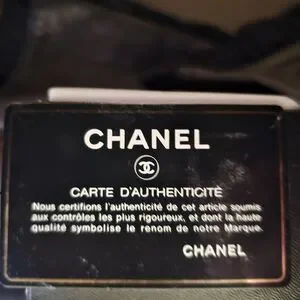 CHANEL
CARTE D'AUTHENTICITÉ
Nous certifions l'authenticité de cet article soumis
aux contrôles les plus rigoureux, et dont la haute
qualité symbolise le renom de notre Marque.
CHANEL